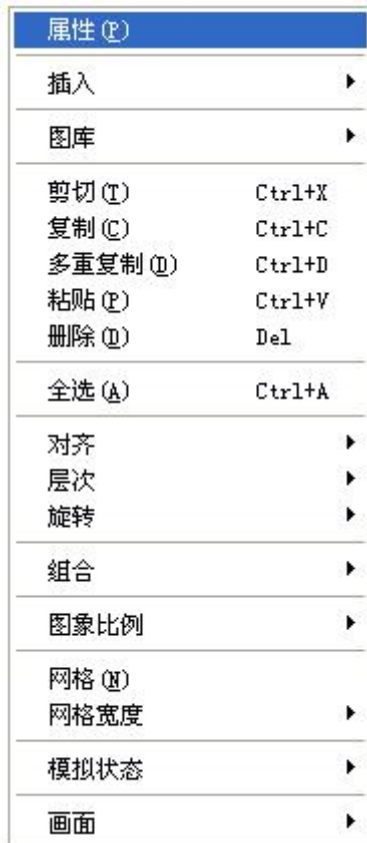 属性(P)
插入
图库
剪切(T) Ctrl+X
复制(C) Ctrl+C
多重复制(D) Ctrl+D
粘贴(P) Ctrl+V
删除(D) Del
全选(A) Ctrl+A
对齐
层次
旋转
组合
图象比例
网格(N)
网格宽度
模拟状态
画面